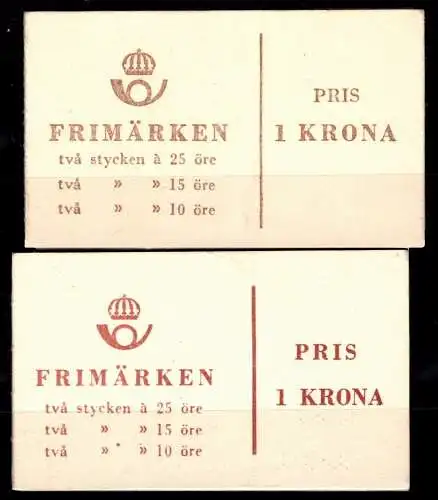 FRIMÄRKEN
två stycken à 25 öre
två » » 15 öre
två » » 10 öre
PRIS
1 KRONA
FRIMÄRKEN
två stycken à 25 öre
två » » 15 öre
två » » 10 öre
PRIS
1 KRONA